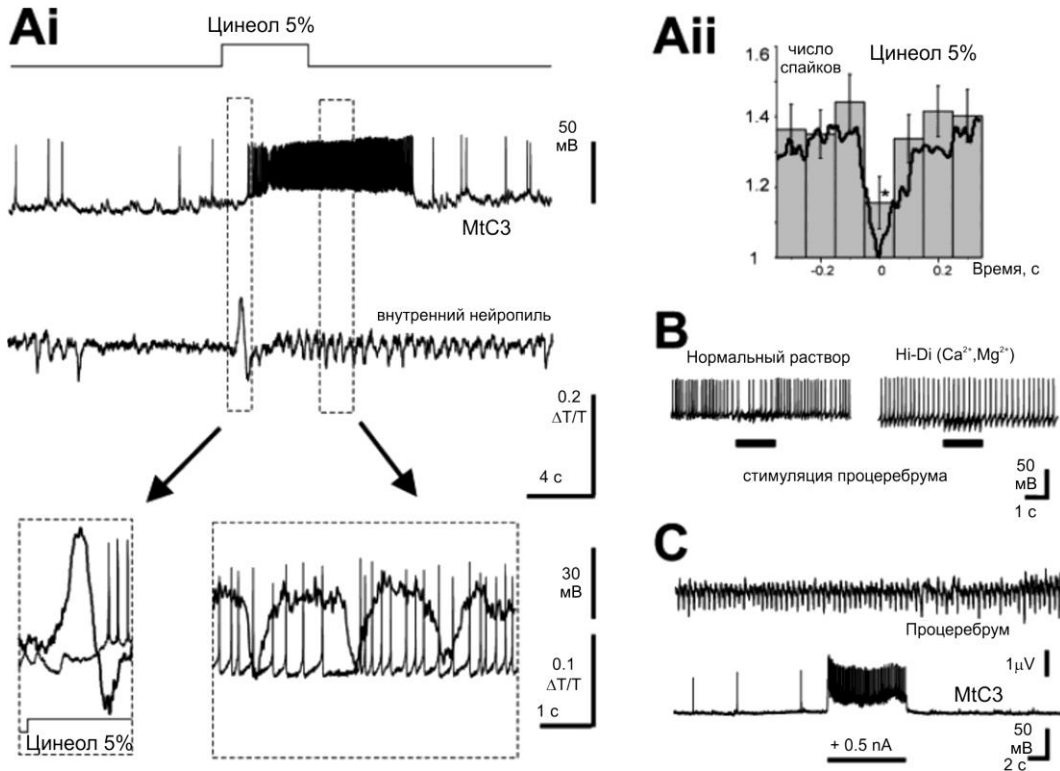 Ai
Цинеол 5%
50
мВ
MtC3
внутренний нейропиль
0.2
ΔT/T
4 с
30
мВ
0.1
ΔT/T
1 с
Цинеол 5%
Aii
1.6
число
спайков
Цинеол 5%
1.4
1.2
*
1
-0.2
0
0.2
Время, с
B
Нормальный раствор
Hi-Di (Ca²⁺,Mg²⁺)
стимуляция процеребрума
50
мВ
1 с
C
Процеребрум
1μV
MtC3
+ 0.5 nA
50
мВ
2 с